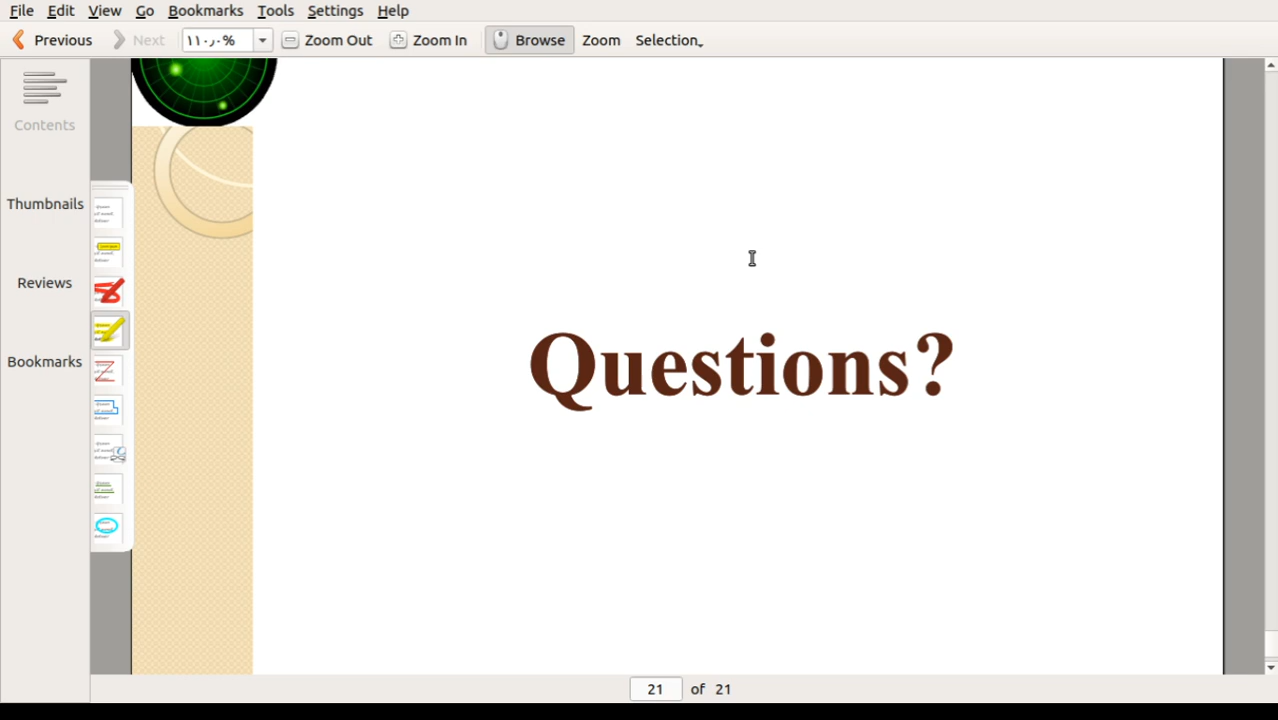 File Edit View Go Bookmarks Tools Settings Help
Previous Next ١١٠٫٠% Zoom Out Zoom In Browse Zoom Selection
Contents
Thumbnails
Reviews
Bookmarks
Questions?
21 of 21